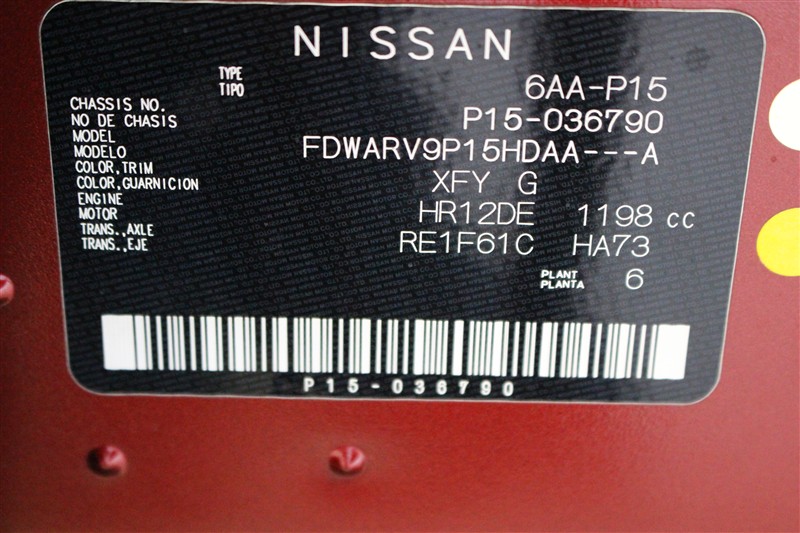 NISSAN
TYPE 6AA-P15
TIPO
CHASSIS NO. P15-036790
NO DE CHASIS
MODEL FDWARV9P15HDAA---A
MODELO
COLOR,TRIM XFY G
COLOR,GUARNICION
ENGINE HR12DE 1198 cc
MOTOR
TRANS.,AXLE RE1F61C HA73
TRANS.,EJE
PLANT 6
PLANTA
P15-036790